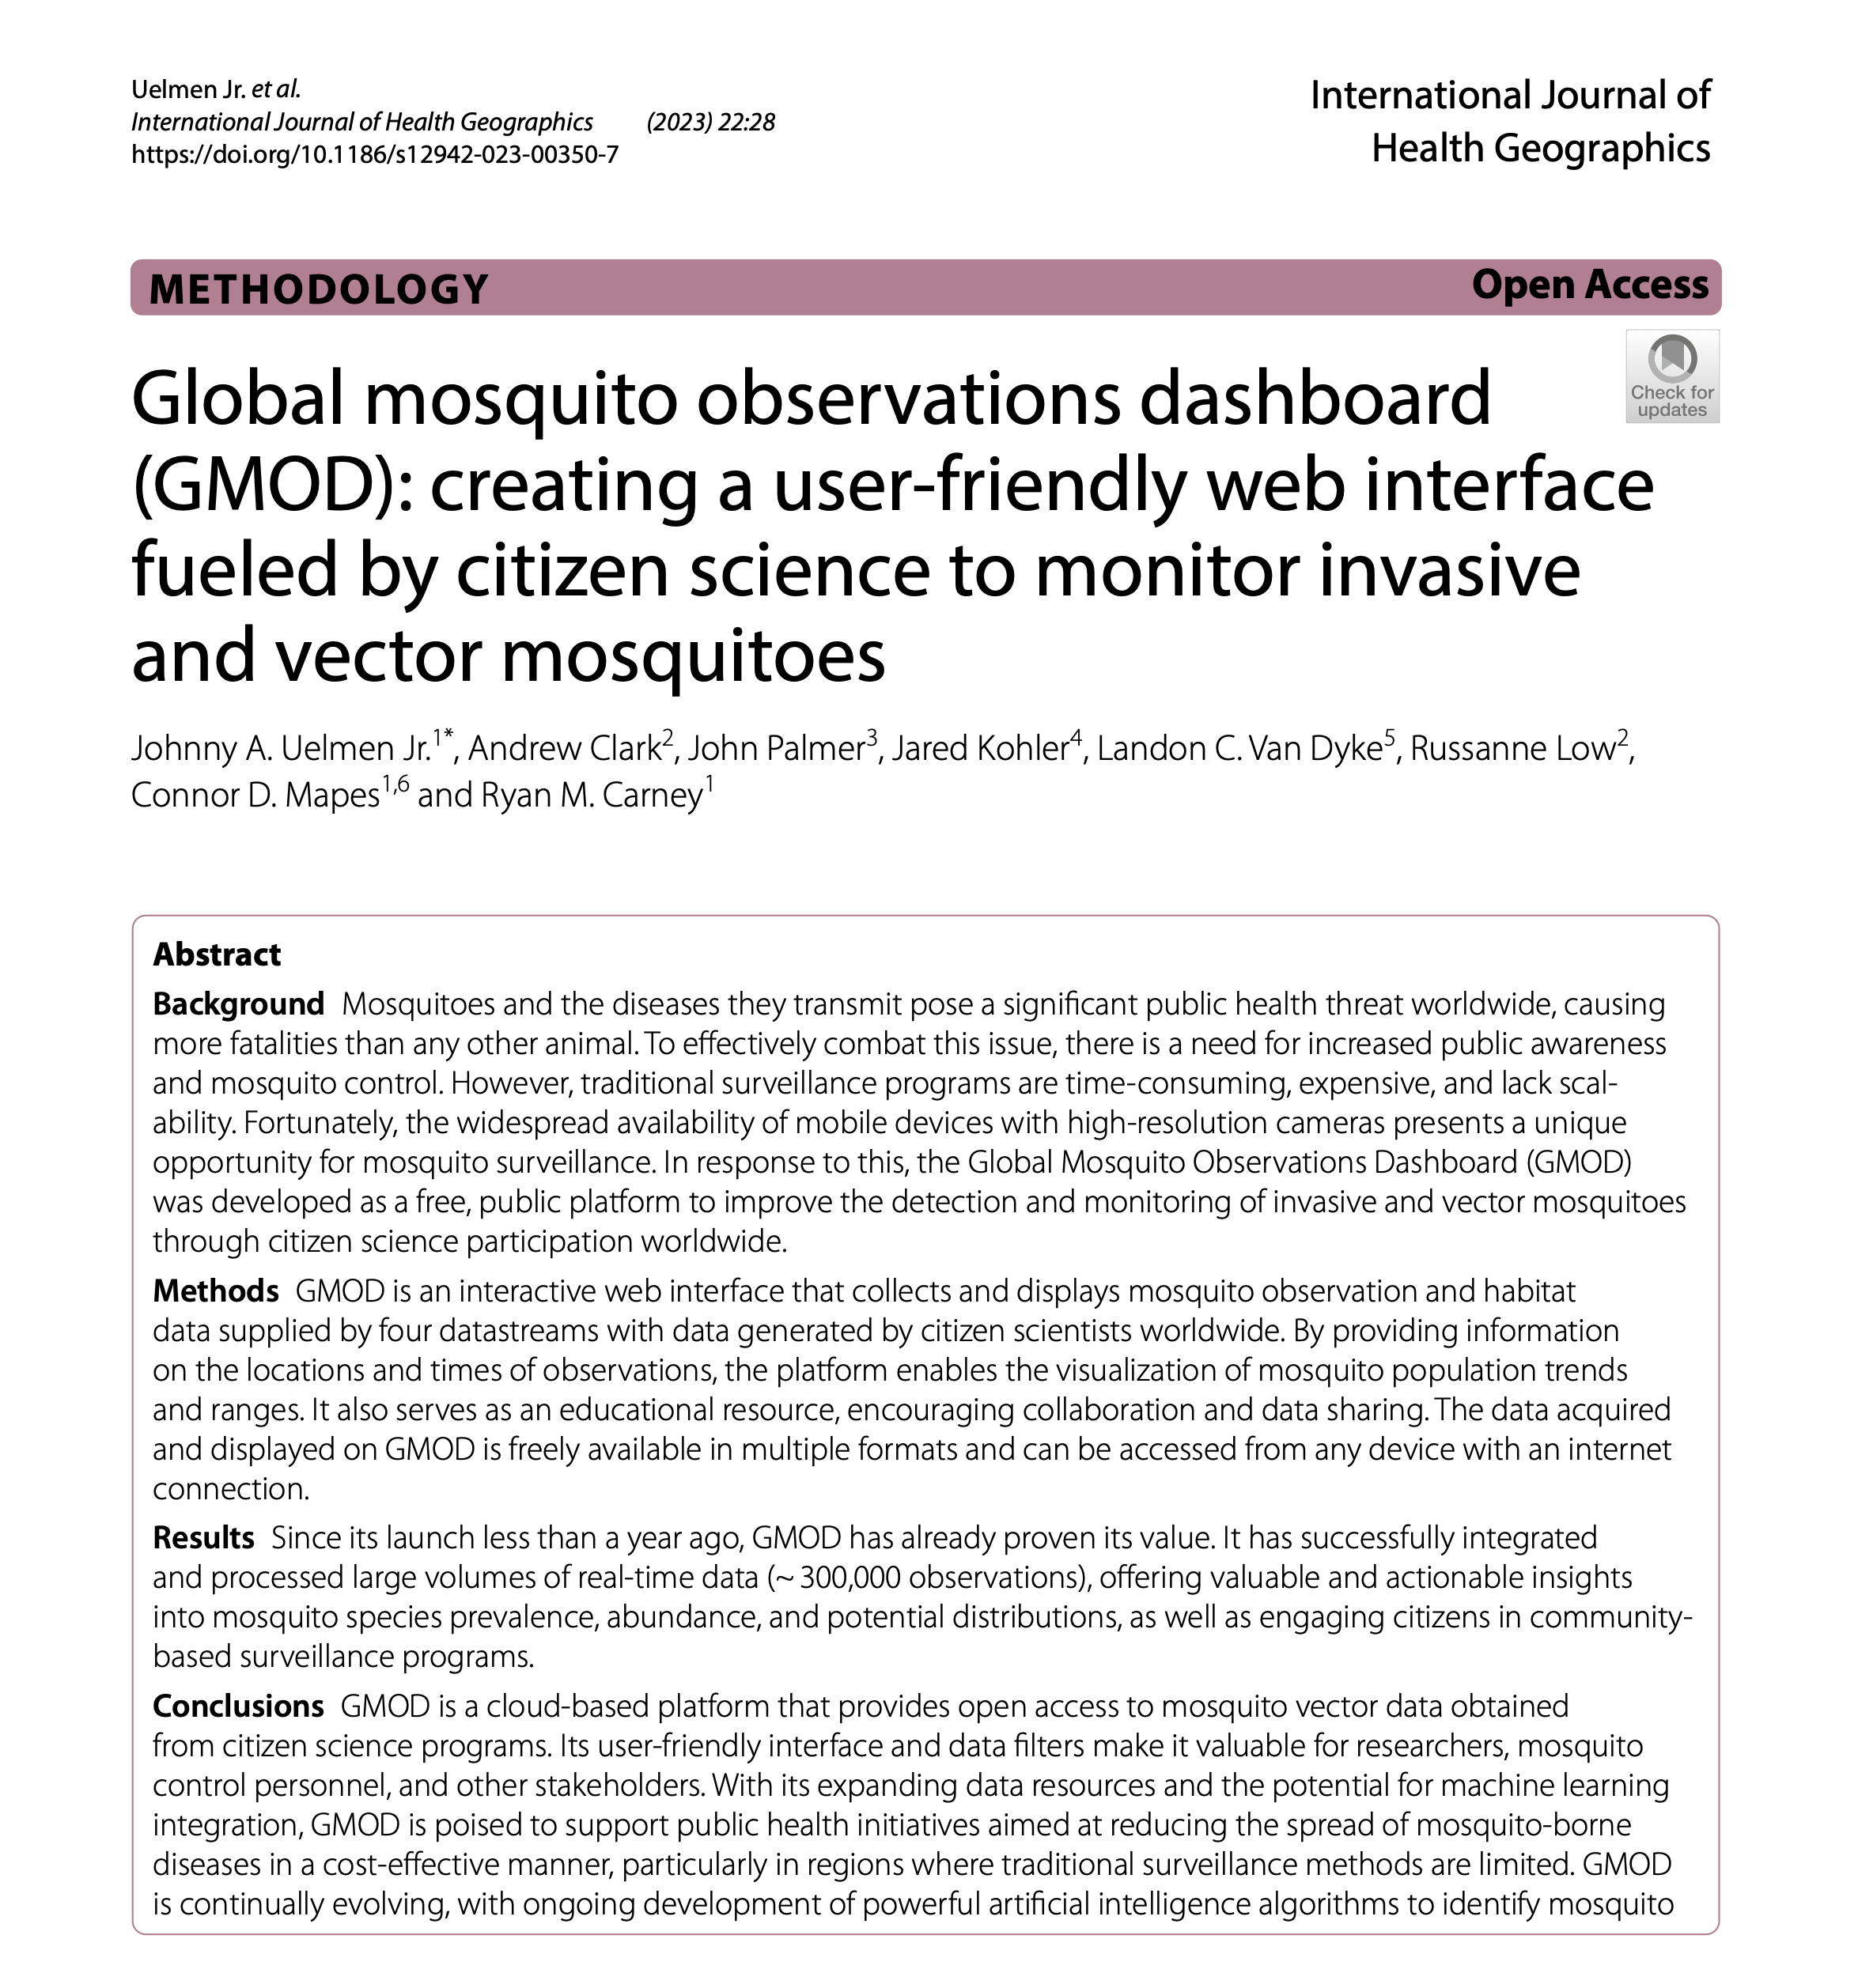 Uelmen Jr. et al.
International Journal of Health Geographics (2023) 22:28
https://doi.org/10.1186/s12942-023-00350-7
International Journal of
Health Geographics
METHODOLOGY
Open Access
Check for
updates
Global mosquito observations dashboard
(GMOD): creating a user-friendly web interface
fueled by citizen science to monitor invasive
and vector mosquitoes
Johnny A. Uelmen Jr.1*, Andrew Clark2, John Palmer3, Jared Kohler4, Landon C. Van Dyke5, Russanne Low2,
Connor D. Mapes1,6 and Ryan M. Carney1
Abstract
Background Mosquitoes and the diseases they transmit pose a significant public health threat worldwide, causing
more fatalities than any other animal. To effectively combat this issue, there is a need for increased public awareness
and mosquito control. However, traditional surveillance programs are time-consuming, expensive, and lack scal-
ability. Fortunately, the widespread availability of mobile devices with high-resolution cameras presents a unique
opportunity for mosquito surveillance. In response to this, the Global Mosquito Observations Dashboard (GMOD)
was developed as a free, public platform to improve the detection and monitoring of invasive and vector mosquitoes
through citizen science participation worldwide.
Methods GMOD is an interactive web interface that collects and displays mosquito observation and habitat
data supplied by four datastreams with data generated by citizen scientists worldwide. By providing information
on the locations and times of observations, the platform enables the visualization of mosquito population trends
and ranges. It also serves as an educational resource, encouraging collaboration and data sharing. The data acquired
and displayed on GMOD is freely available in multiple formats and can be accessed from any device with an internet
connection.
Results Since its launch less than a year ago, GMOD has already proven its value. It has successfully integrated
and processed large volumes of real-time data (~ 300,000 observations), offering valuable and actionable insights
into mosquito species prevalence, abundance, and potential distributions, as well as engaging citizens in community-
based surveillance programs.
Conclusions GMOD is a cloud-based platform that provides open access to mosquito vector data obtained
from citizen science programs. Its user-friendly interface and data filters make it valuable for researchers, mosquito
control personnel, and other stakeholders. With its expanding data resources and the potential for machine learning
integration, GMOD is poised to support public health initiatives aimed at reducing the spread of mosquito-borne
diseases in a cost-effective manner, particularly in regions where traditional surveillance methods are limited. GMOD
is continually evolving, with ongoing development of powerful artificial intelligence algorithms to identify mosquito